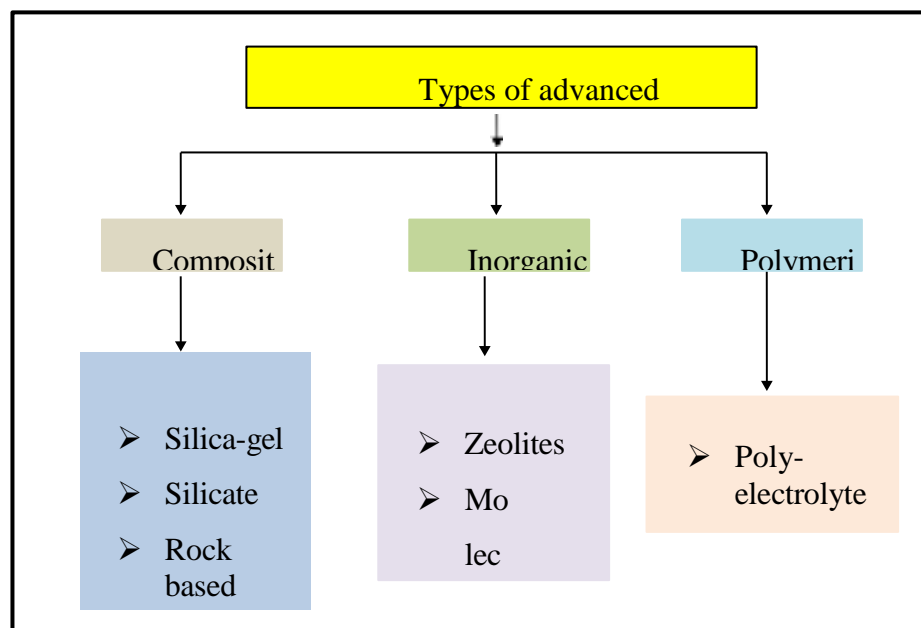 Types of advanced
Composit
Inorganic
Polymeri
Silica-gel
Silicate
Rock
based
Zeolites
Mo
lec
Poly-
electrolyte